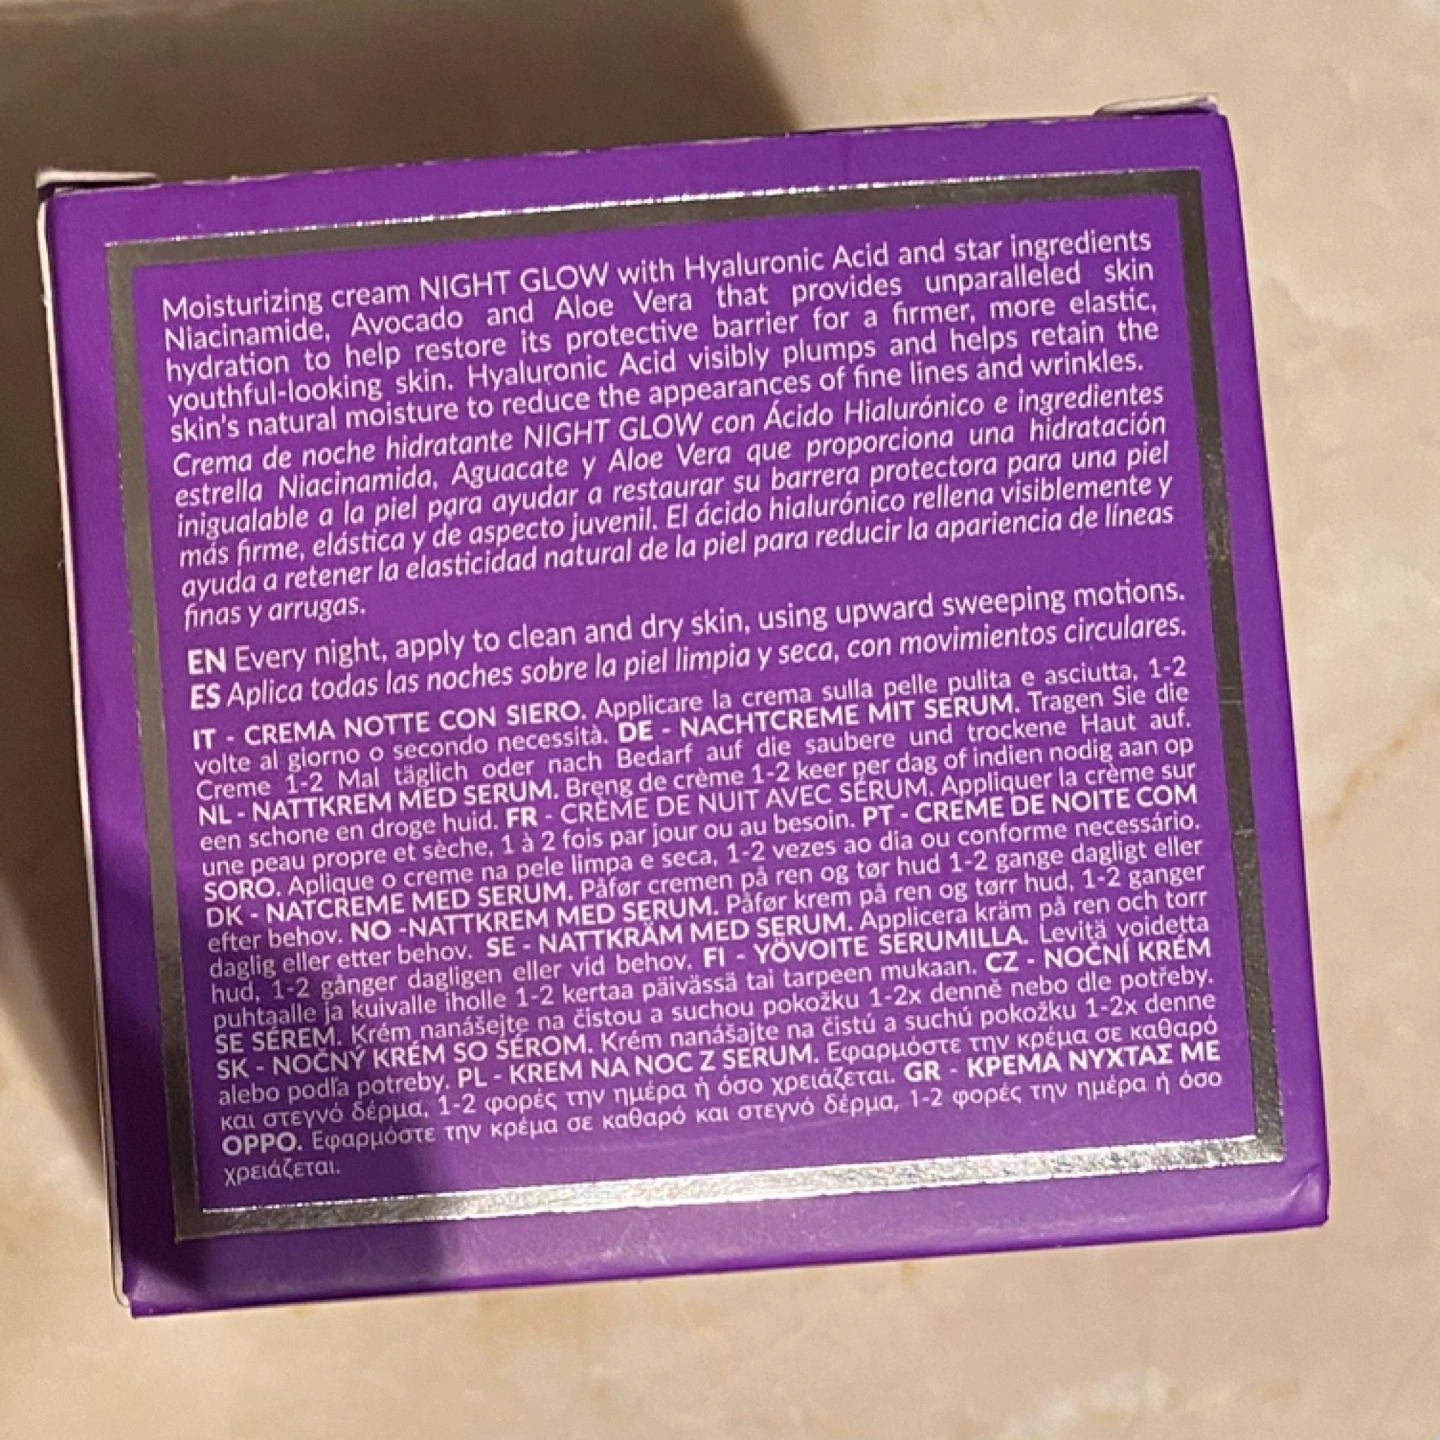 Moisturizing cream NIGHT GLOW with Hyaluronic Acid and star ingredients
Niacinamide, Avocado and Aloe Vera that provides unparalleled skin
hydration to help restore its protective barrier for a firmer, more elastic,
youthful-looking skin. Hyaluronic Acid visibly plumps and helps retain the
skin's natural moisture to reduce the appearances of fine lines and wrinkles.
Crema de noche hidratante NIGHT GLOW con Ácido Hialurónico e ingredientes
estrella Niacinamida, Aguacate y Aloe Vera que proporciona una hidratación
inigualable a la piel para ayudar a restaurar su barrera protectora para una piel
más firme, elástica y de aspecto juvenil. El ácido hialurónico rellena visiblemente y
ayuda a retener la elasticidad natural de la piel para reducir la apariencia de líneas
finas y arrugas.
EN Every night, apply to clean and dry skin, using upward sweeping motions.
ES Aplica todas las noches sobre la piel limpia y seca, con movimientos circulares.
IT - CREMA NOTTE CON SIERO. Applicare la crema sulla pelle pulita e asciutta, 1-2
volte al giorno o secondo necessità. DE - NACHTCREME MIT SERUM. Tragen Sie die
Creme 1-2 Mal täglich oder nach Bedarf auf die saubere und trockene Haut auf.
NL - NATTKREM MED SERUM. Breng de crème 1-2 keer per dag of indien nodig aan op
een schone en droge huid. FR - CRÈME DE NUIT AVEC SÉRUM. Appliquer la crème sur
une peau propre et sèche, 1 à 2 fois par jour ou au besoin. PT - CREME DE NOITE COM
SORO. Aplique o creme na pele limpa e seca, 1-2 vezes ao dia ou conforme necessário.
DK - NATCREME MED SERUM. Påfør cremen på ren og tør hud 1-2 gange dagligt eller
efter behov. NO -NATTKREM MED SERUM. Påfør krem på ren og tørr hud, 1-2 ganger
daglig eller etter behov. SE - NATTKRÄM MED SERUM. Applicera kräm på ren och torr
hud, 1-2 gånger dagligen eller vid behov. FI - YÖVOITE SEERUMILLA. Levitä voidetta
puhtaalle ja kuivalle iholle 1-2 kertaa päivässä tai tarpeen mukaan. CZ - NOČNÍ KRÉM
SE SÉREM. Krém nanášejte na čistou a suchou pokožku 1-2x denně nebo dle potřeby.
SK - NOČNÝ KRÉM SO SÉROM. Krém nanášajte na čistú a suchú pokožku 1-2x denne
alebo podľa potreby. PL - KREM NA NOC Z SERUM. Εφαρμόστε την κρέμα σε καθαρό
και στεγνό δέρμα, 1-2 φορές την ημέρα ή όσο χρειάζεται. GR - ΚΡΕΜΑ ΝΥΧΤΑΣ ΜΕ
ΟΡΡΟ. Εφαρμόστε την κρέμα σε καθαρό και στεγνό δέρμα, 1-2 φορές την ημέρα ή όσο
χρειάζεται.